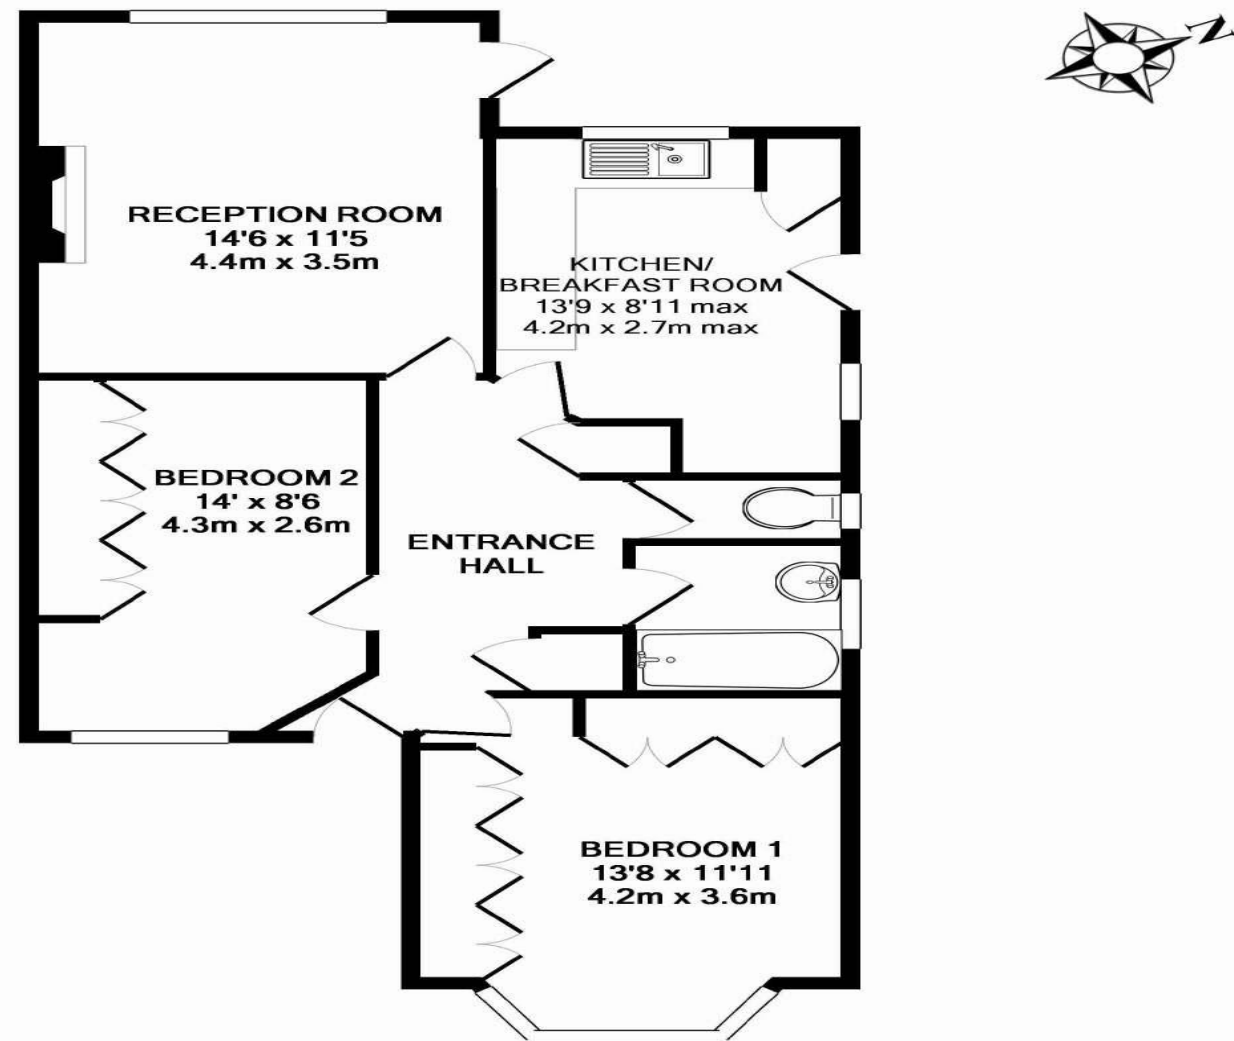 N
RECEPTION ROOM
14'6 x 11'5
4.4m x 3.5m
KITCHEN/
BREAKFAST ROOM
13'9 x 8'11 max
4.2m x 2.7m max
BEDROOM 2
14' x 8'6
4.3m x 2.6m
ENTRANCE
HALL
BEDROOM 1
13'8 x 11'11
4.2m x 3.6m